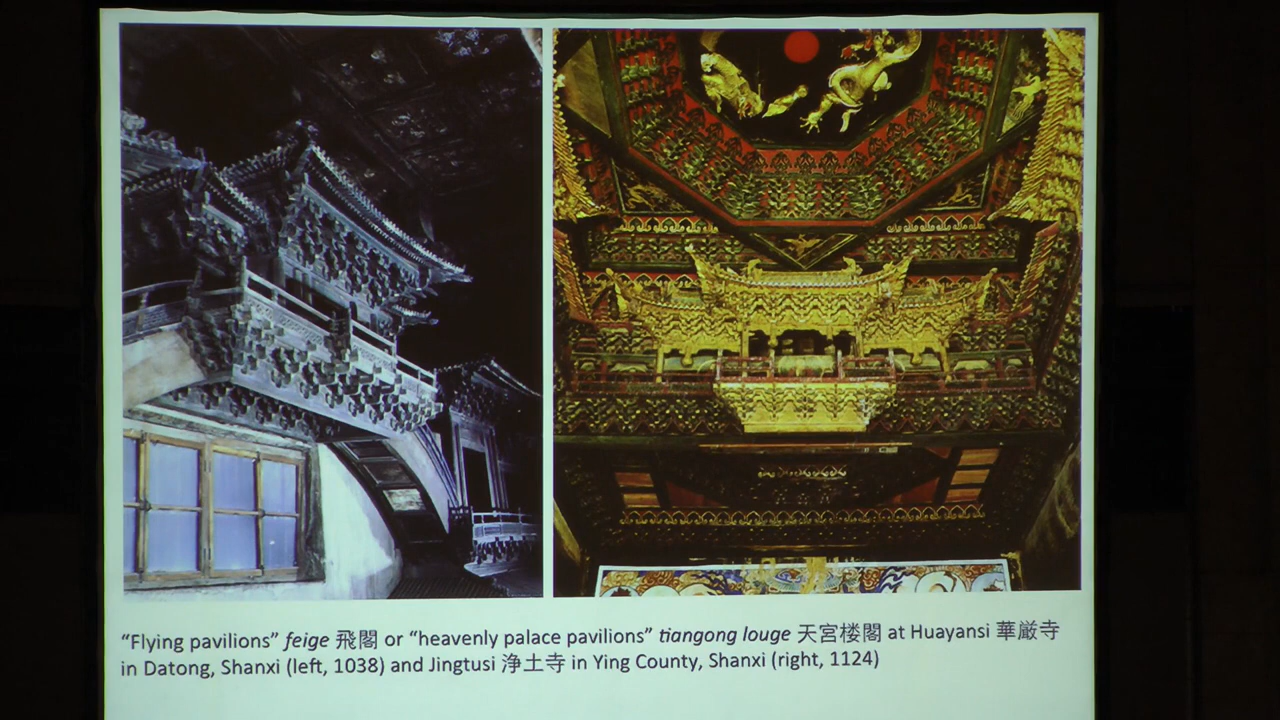 “Flying pavilions” feige 飛閣 or “heavenly palace pavilions” tiangong louge 天宮楼閣 at Huayansi 華厳寺
in Datong, Shanxi (left, 1038) and Jingtusi 浄土寺 in Ying County, Shanxi (right, 1124)